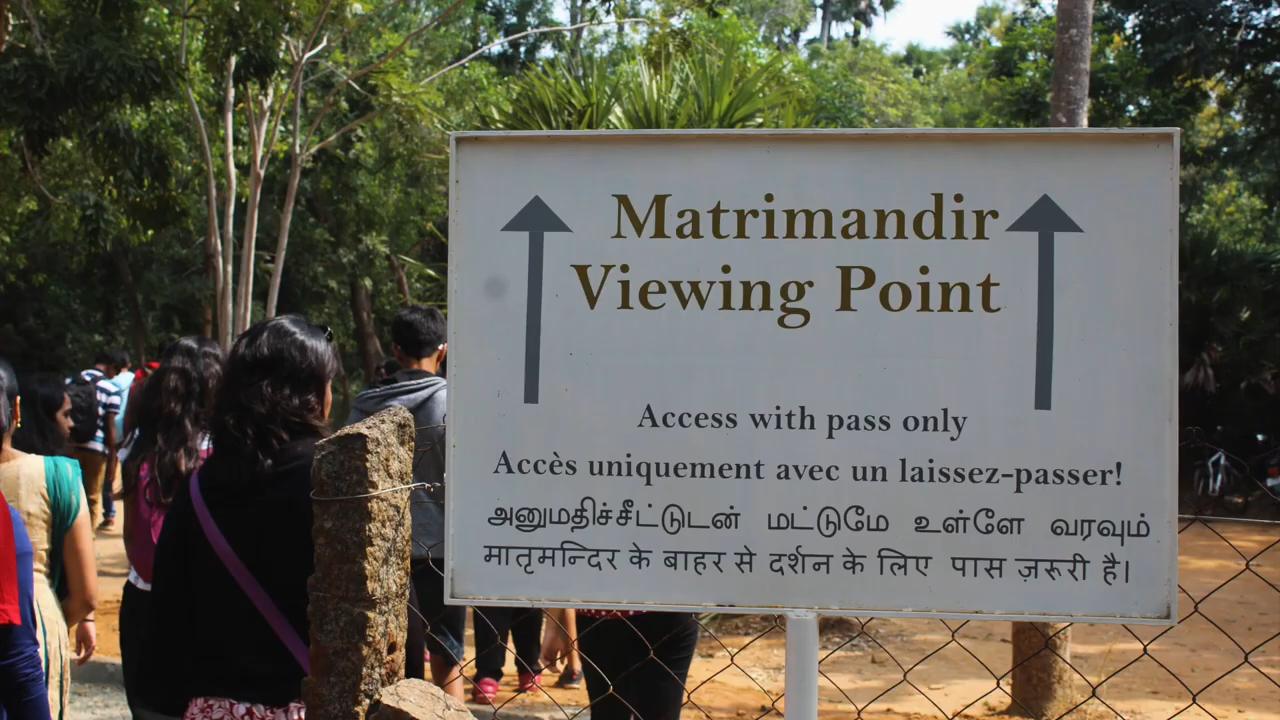 Matrimandir
Viewing Point
Access with pass only
Accès uniquement avec un laissez-passer!
அனுமதிச்சீட்டுடன் மட்டுமே உள்ளே வரவும்
मातृमन्दिर के बाहर से दर्शन के लिए पास ज़रूरी है।